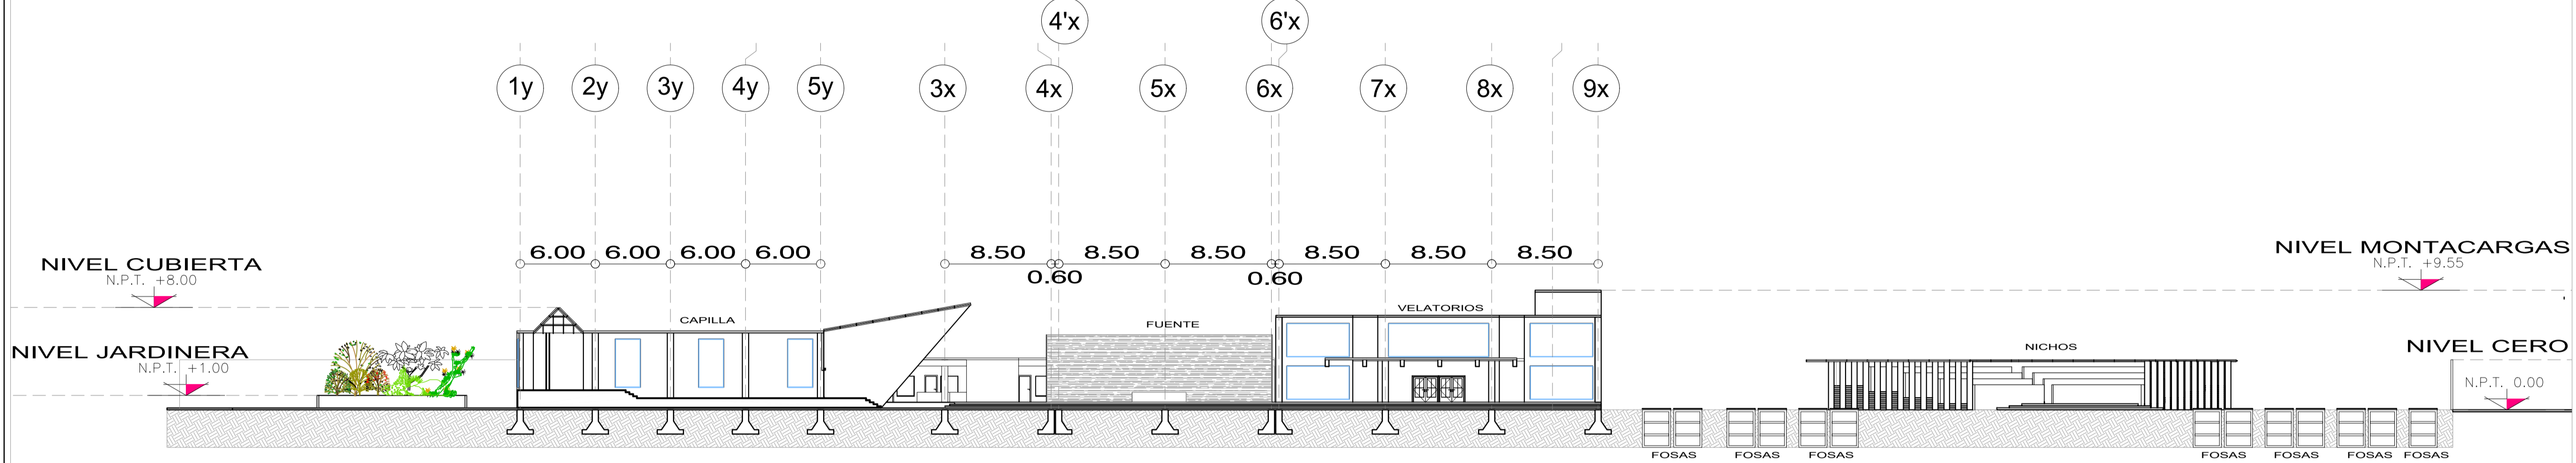 4'x
6'x
1y
2y
3y
4y
5y
3x
4x
5x
6x
7x
8x
9x
6.00
6.00
6.00
6.00
8.50
0.60
8.50
8.50
0.60
8.50
8.50
8.50
NIVEL CUBIERTA
N.P.T. +8.00
NIVEL MONTACARGAS
N.P.T. +9.55
CAPILLA
FUENTE
VELATORIOS
NICHOS
NIVEL JARDINERA
N.P.T. +1.00
NIVEL CERO
N.P.T. 0.00
FOSAS
FOSAS
FOSAS
FOSAS
FOSAS
FOSAS
FOSAS